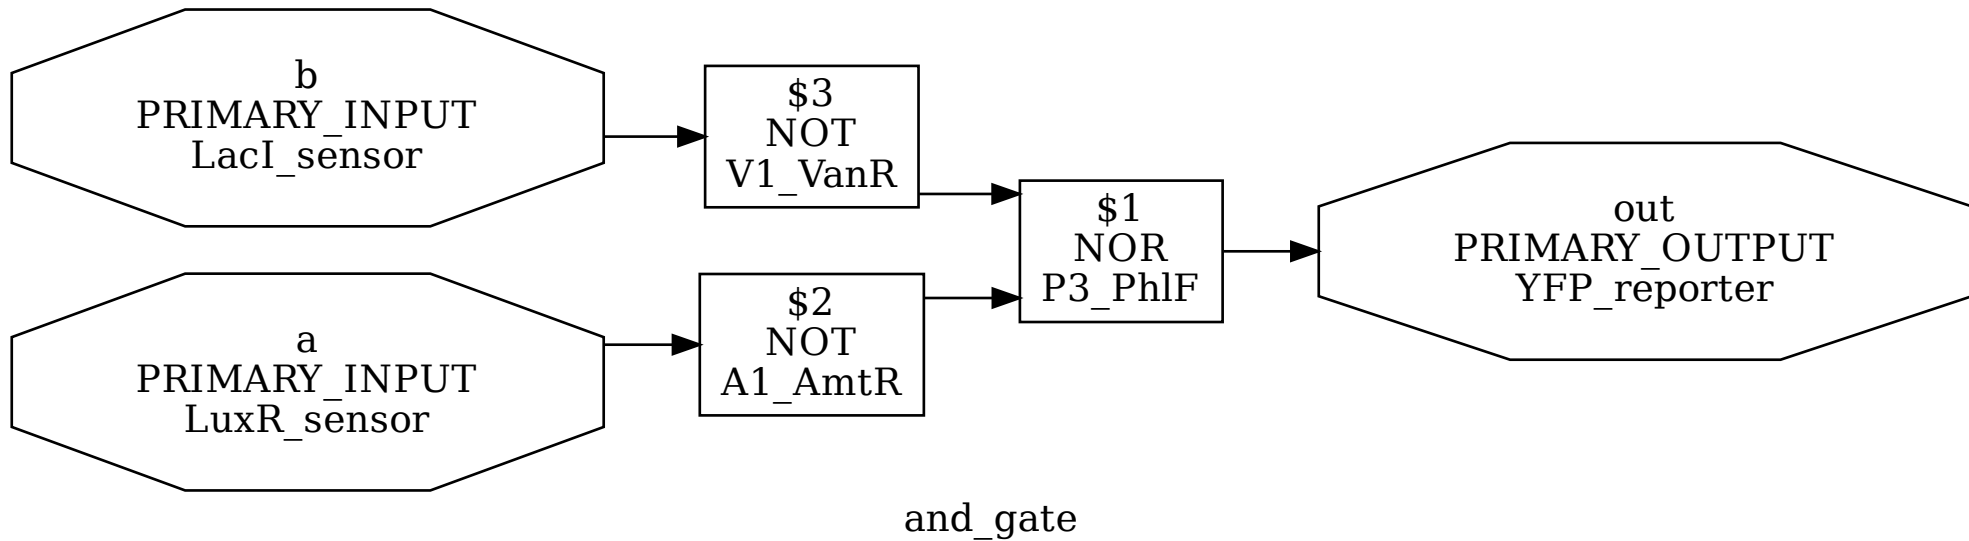 b
PRIMARY_INPUT
LacI_sensor
$3
NOT
V1_VanR
a
PRIMARY_INPUT
LuxR_sensor
$2
NOT
A1_AmtR
$1
NOR
P3_PhlF
out
PRIMARY_OUTPUT
YFP_reporter
and_gate